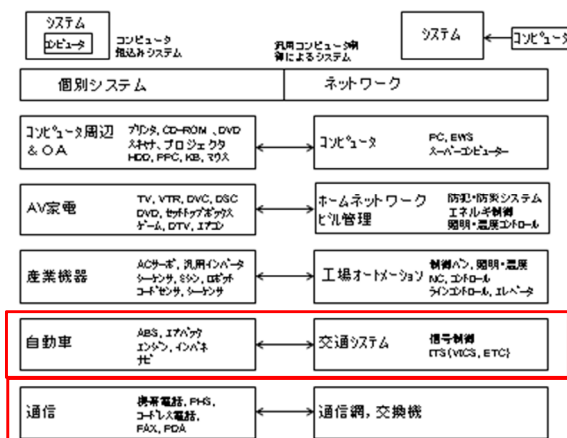 システム
コンピュータ
コンピュータ
組込みシステム
汎用コンピュータ制
御によるシステム
システム
コンピュータ
個別システム
ネットワーク
コンピュータ周辺
&OA
プリンタ, CD-ROM, DVD
スキャナ, プロジェクタ
HDD, PPC, KB, マウス
コンピュータ
PC, EWS
スーパーコンピューター
AV家電
TV, VTR, DVC, DSC
DVD, セットトップボックス
ゲーム, DTV, エアコン
ホームネットワーク
ビル管理
防犯・防災システム
エネルギ制御
照明・温度コントロール
産業機器
ACサーボ, 汎用インバータ
シーケンサ, ミシン, ロボット
コードセンサ, シーケンサ
工場オートメーション
制御バン, 照明・温度
NC, コントロール
ラインコントロール, エレベータ
自動車
ABS, エアバック
エンジン, インパネ
ナビ
交通システム
信号制御
ITS(VICS, ETC)
通信
携帯電話, PHS,
コードレス電話,
FAX, PDA
通信網, 交換機